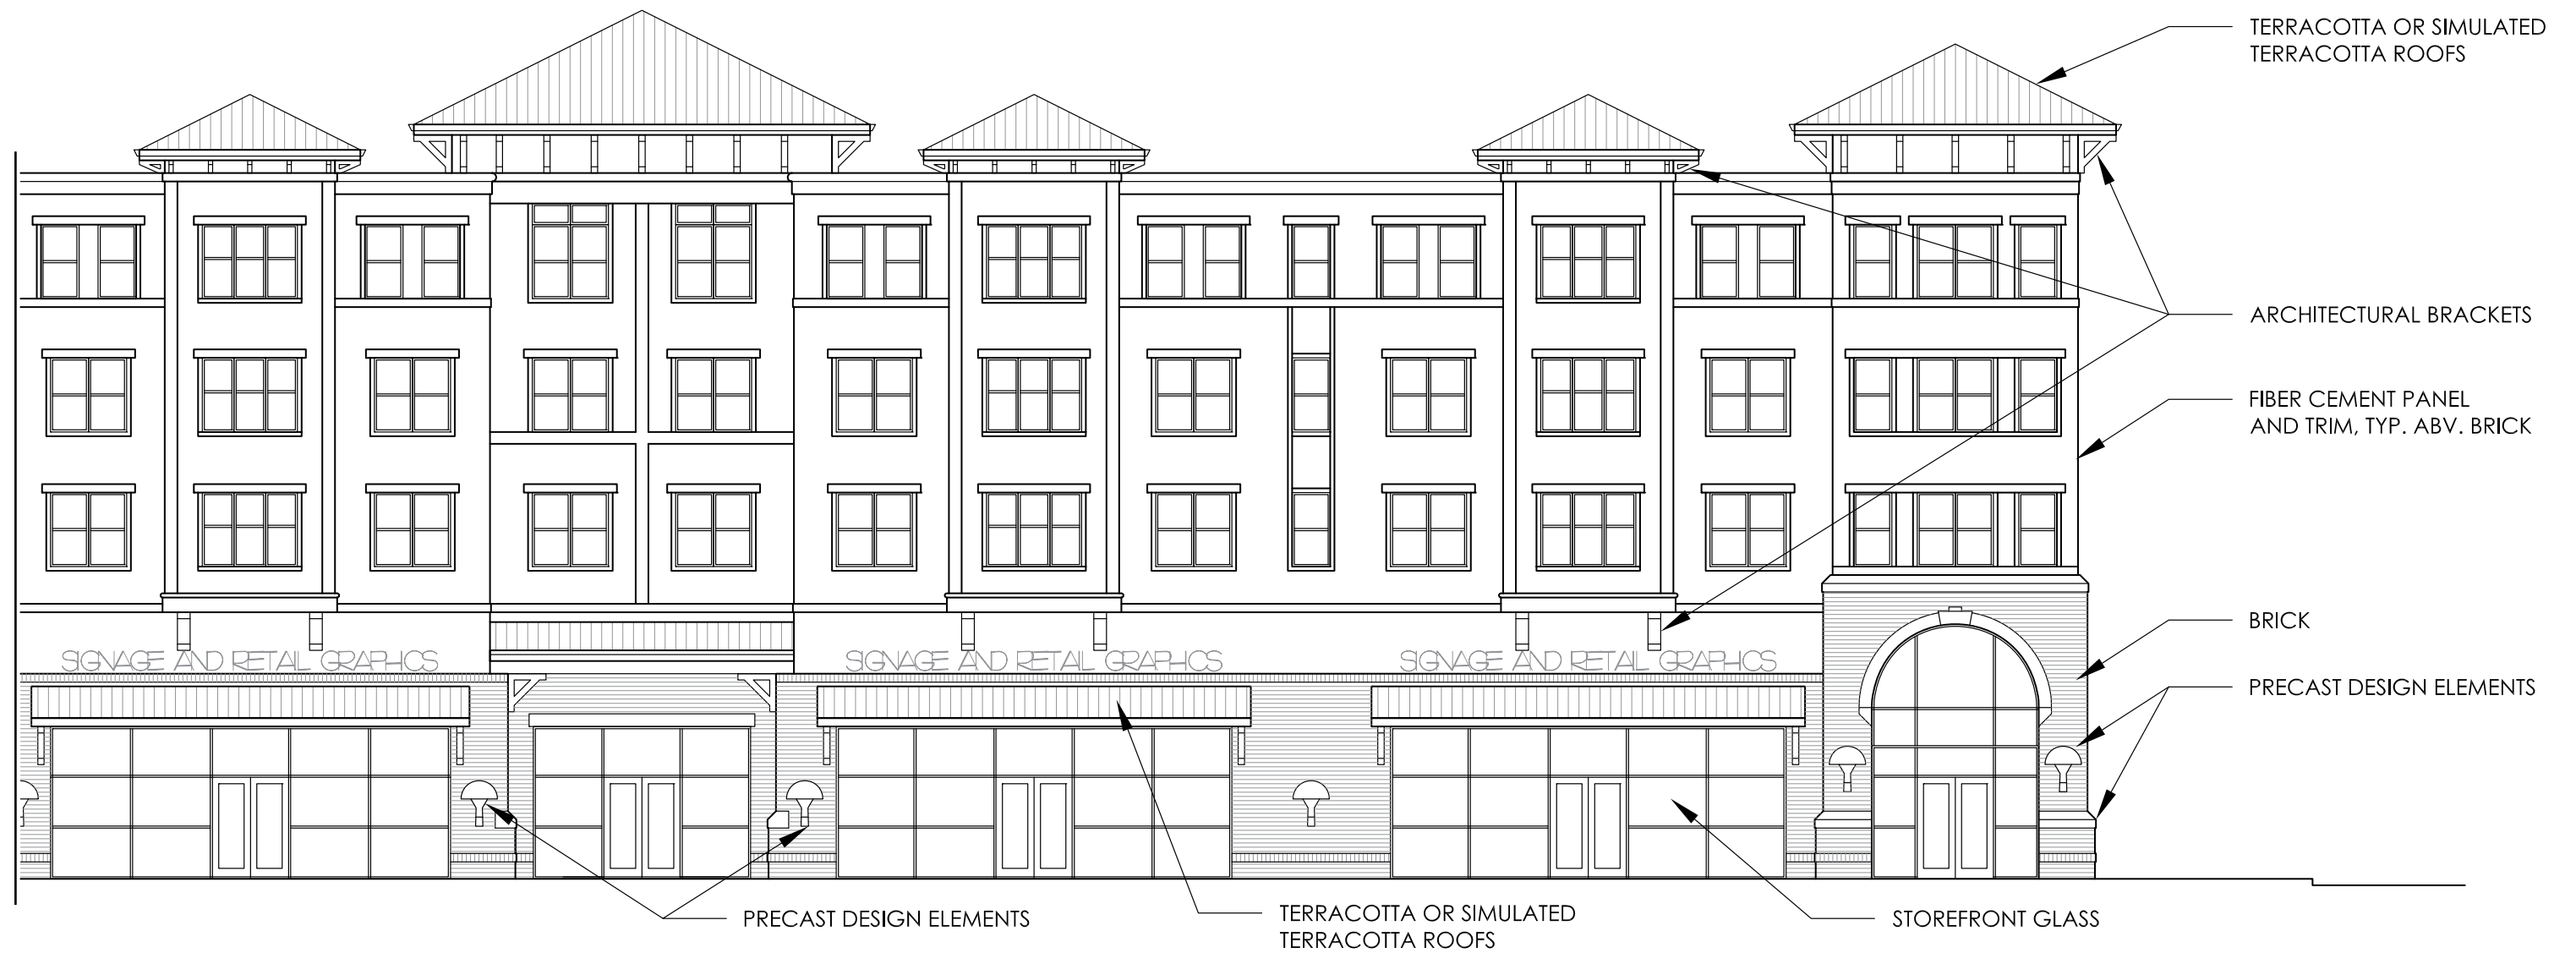 TERRACOTTA OR SIMULATED
TERRACOTTA ROOFS
ARCHITECTURAL BRACKETS
FIBER CEMENT PANEL
AND TRIM, TYP. ABV. BRICK
BRICK
SIGNAGE AND RETAIL GRAPHICS
SIGNAGE AND RETAIL GRAPHICS
SIGNAGE AND RETAIL GRAPHICS
PRECAST DESIGN ELEMENTS
PRECAST DESIGN ELEMENTS
TERRACOTTA OR SIMULATED
TERRACOTTA ROOFS
STOREFRONT GLASS